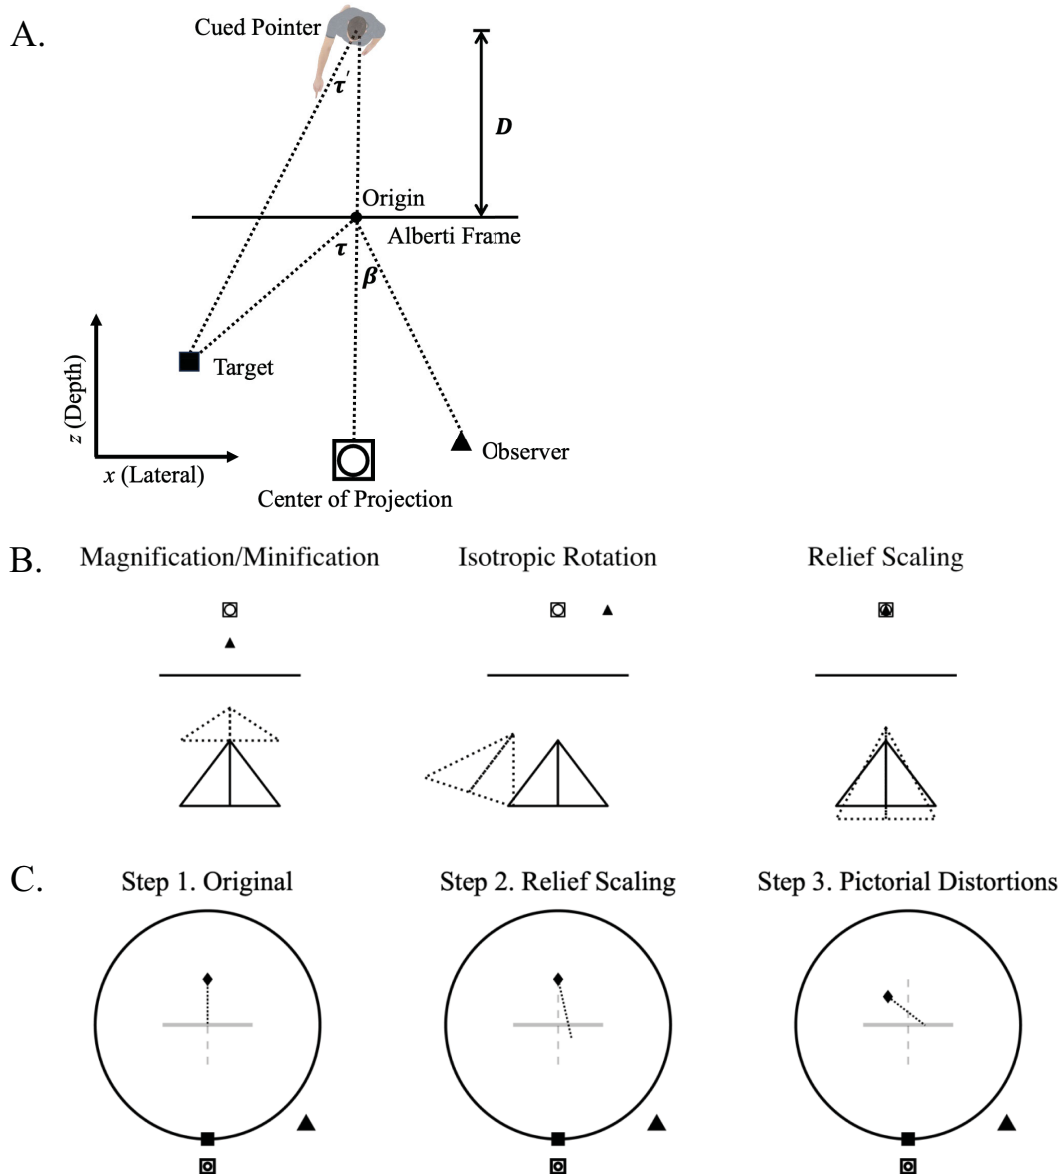 A.
Cued Pointer
τ′
D
Origin
Alberti Frame
τ
β
Target
z (Depth)
Observer
x (Lateral)
Center of Projection
B.
Magnification/Minification
Isotropic Rotation
Relief Scaling
C.
Step 1. Original
Step 2. Relief Scaling
Step 3. Pictorial Distortions